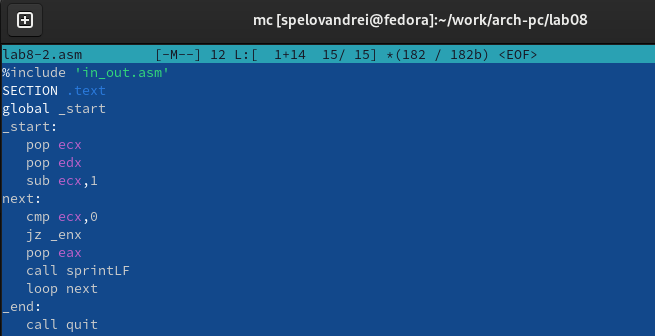 mc [spelovandrei@fedora]:~/work/arch-pc/lab08
lab8-2.asm [-M--] 12 L:[ 1+14 15/ 15] *(182 / 182b) <EOF>
%include 'in_out.asm'
SECTION .text
global _start
_start:
pop ecx
pop edx
sub ecx,1
next:
cmp ecx,0
jz _enx
pop eax
call sprintLF
loop next
_end:
call quit